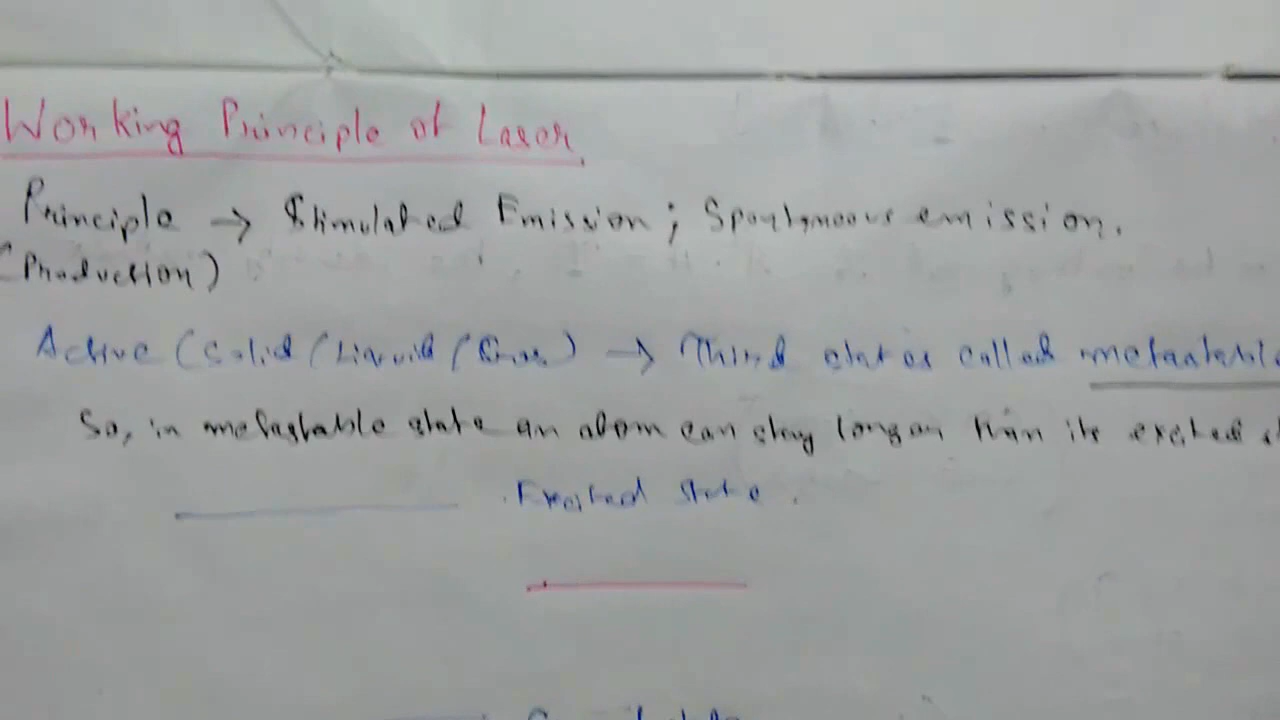 Working Principle of Laser
Principle → Stimulated Emission ; Spontaneous emission.
(Production)
Active (Solid / Liquid / Gas) → Third state called metastable
So, in metastable state an atom can stay longer than its excited
Excited state.